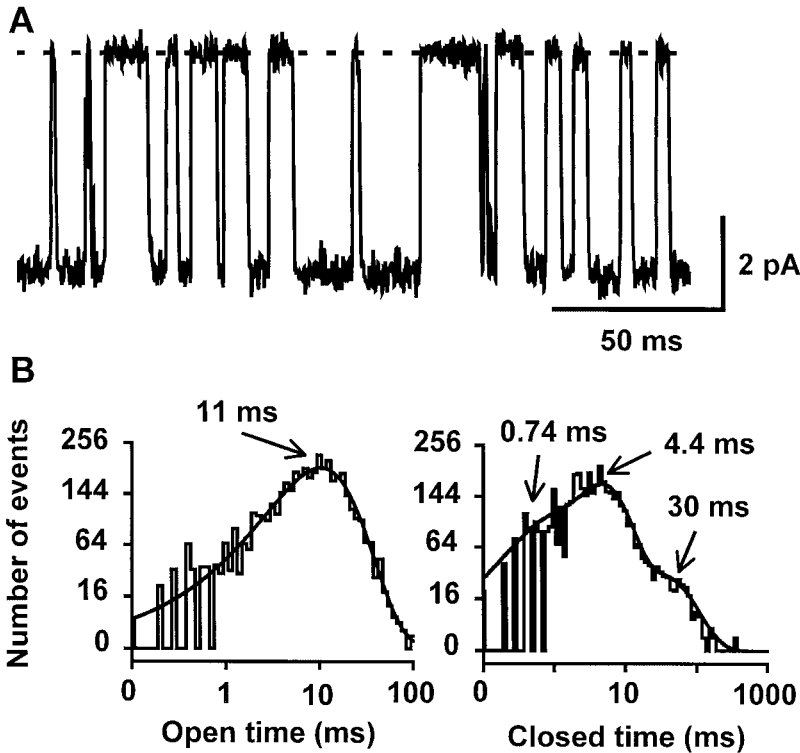 A
2 pA
50 ms
B
11 ms
0.74 ms
4.4 ms
30 ms
Number of events
256
144
64
16
0
0
1
10
100
Open time (ms)
256
144
64
16
0
0
10
1000
Closed time (ms)